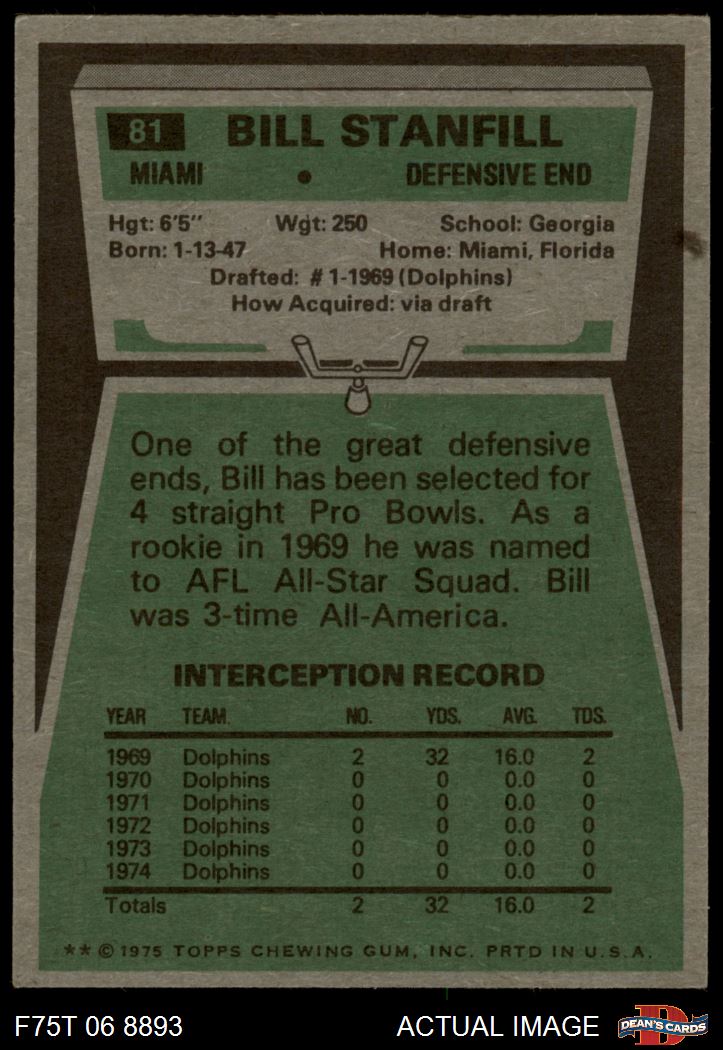 81 BILL STANFILL
MIAMI • DEFENSIVE END
Hgt: 6'5" Wgt: 250 School: Georgia
Born: 1-13-47 Home: Miami, Florida
Drafted: #1-1969 (Dolphins)
How Acquired: via draft
One of the great defensive
ends, Bill has been selected for
4 straight Pro Bowls. As a
rookie in 1969 he was named
to AFL All-Star Squad. Bill
was 3-time All-America.
INTERCEPTION RECORD
YEAR TEAM. NO. YDS. AVG. TDS.
1969 Dolphins 2 32 16.0 2
1970 Dolphins 0 0 0.0 0
1971 Dolphins 0 0 0.0 0
1972 Dolphins 0 0 0.0 0
1973 Dolphins 0 0 0.0 0
1974 Dolphins 0 0 0.0 0
Totals 2 32 16.0 2
** © 1975 TOPPS CHEWING GUM, INC. PRTD IN U.S.A.
F75T 06 8893 ACTUAL IMAGE D DEAN'S CARDS